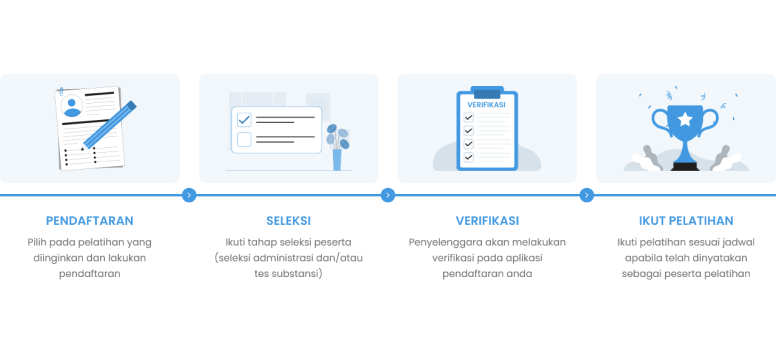 VERIFIKASI
PENDAFTARAN
Pilih pada pelatihan yang
diinginkan dan lakukan
pendaftaran
SELEKSI
Ikuti tahap seleksi peserta
(seleksi administrasi dan/atau
tes substansi)
VERIFIKASI
Penyelenggara akan melakukan
verifikasi pada aplikasi
pendaftaran anda
IKUT PELATIHAN
Ikuti pelatihan sesuai jadwal
apabila telah dinyatakan
sebagai peserta pelatihan